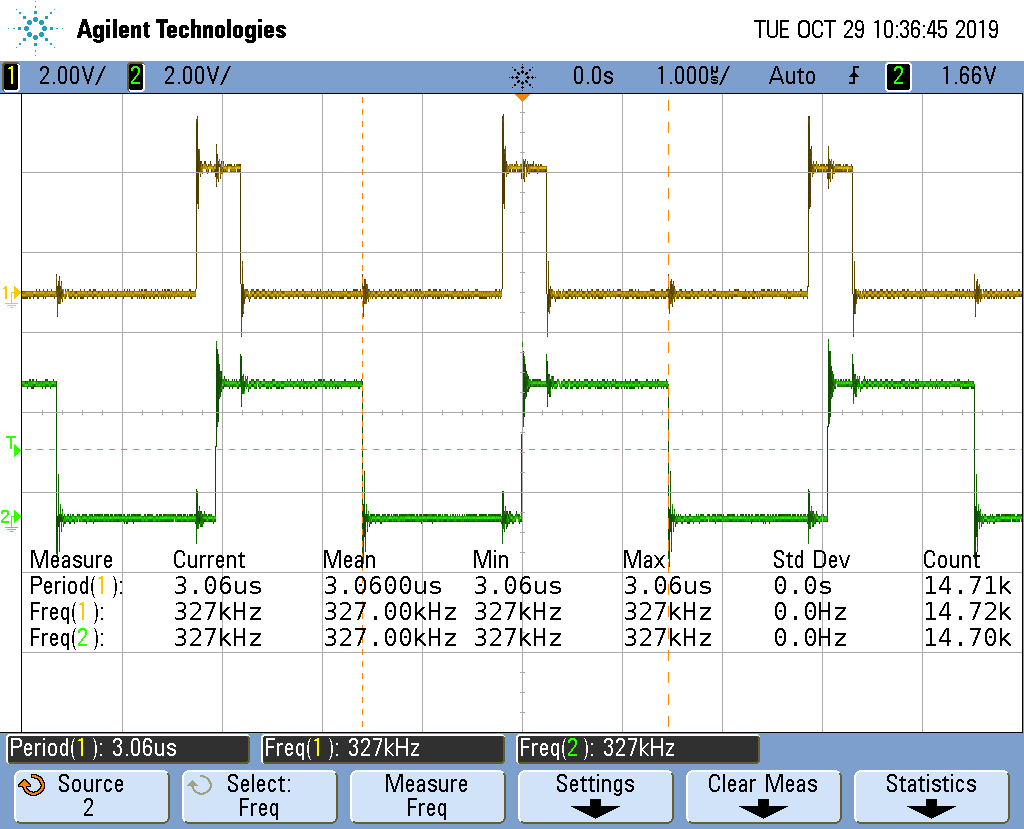 Agilent Technologies TUE OCT 29 10:36:45 2019
1 2.00V/ 2 2.00V/ 0.0s 1.000us/ Auto 2 1.66V
1
T
2
Measure Current Mean Min Max Std Dev Count
Period(1): 3.06us 3.0600us 3.06us 3.06us 0.0s 14.71k
Freq(1): 327kHz 327.00kHz 327kHz 327kHz 0.0Hz 14.72k
Freq(2): 327kHz 327.00kHz 327kHz 327kHz 0.0Hz 14.70k
Period(1): 3.06us Freq(1): 327kHz Freq(2): 327kHz
Source Select: Measure Settings Clear Meas Statistics
2 Freq Freq